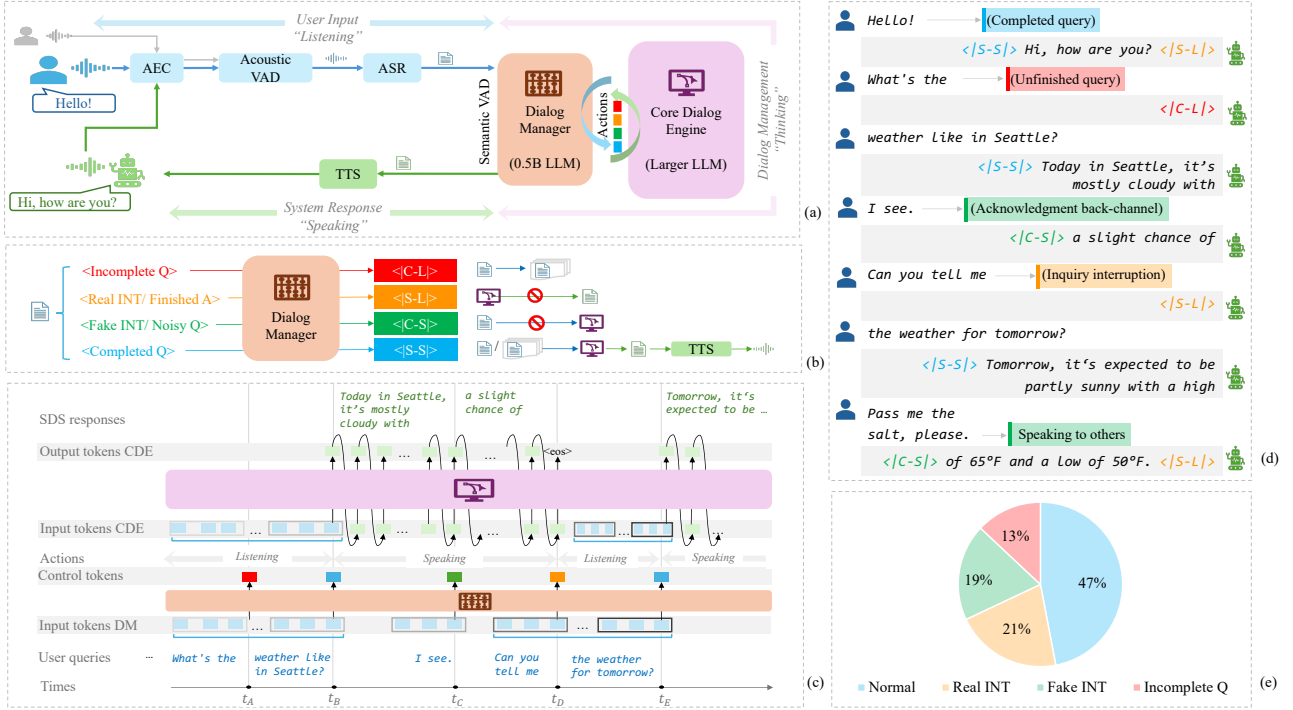 User Input
“Listening”
AEC
Acoustic
VAD
ASR
Hello!
Semantic VAD
Dialog
Manager
(0.5B LLM)
Actions
Core Dialog
Engine
(Larger LLM)
Dialog Management
“Thinking”
TTS
Hi, how are you?
System Response
“Speaking”
(a)
<Incomplete Q>
<|C-L|>
<Real INT/ Finished A>
<|S-L|>
<Fake INT/ Noisy Q>
<|C-S|>
<Completed Q>
<|S-S|>
Dialog
Manager
/
TTS
(b)
SDS responses
Today in Seattle,
it’s mostly
cloudy with
a slight
chance of
Tomorrow, it‘s
expected to be …
Output tokens CDE
... ... <eos> ...
Input tokens CDE
... ... ... ... ...
Actions
Listening
Speaking
Listening
Speaking
Control tokens
Input tokens DM
... ...
User queries
...
What's the
weather like
in Seattle?
I see.
Can you
tell me
the weather
for tomorrow?
Times
tA tB tC tD tE
(c)
Hello!
(Completed query)
<|S-S|> Hi, how are you? <|S-L|>
What's the
(Unfinished query)
<|C-L|>
weather like in Seattle?
<|S-S|> Today in Seattle, it’s
mostly cloudy with
I see.
(Acknowledgment back-channel)
<|C-S|> a slight chance of
Can you tell me
(Inquiry interruption)
<|S-L|>
the weather for tomorrow?
<|S-S|> Tomorrow, it‘s expected to be
partly sunny with a high
Pass me the
salt, please.
Speaking to others
<|C-S|> of 65°F and a low of 50°F. <|S-L|>
(d)
13%
19%
47%
21%
Normal
Real INT
Fake INT
Incomplete Q
(e)